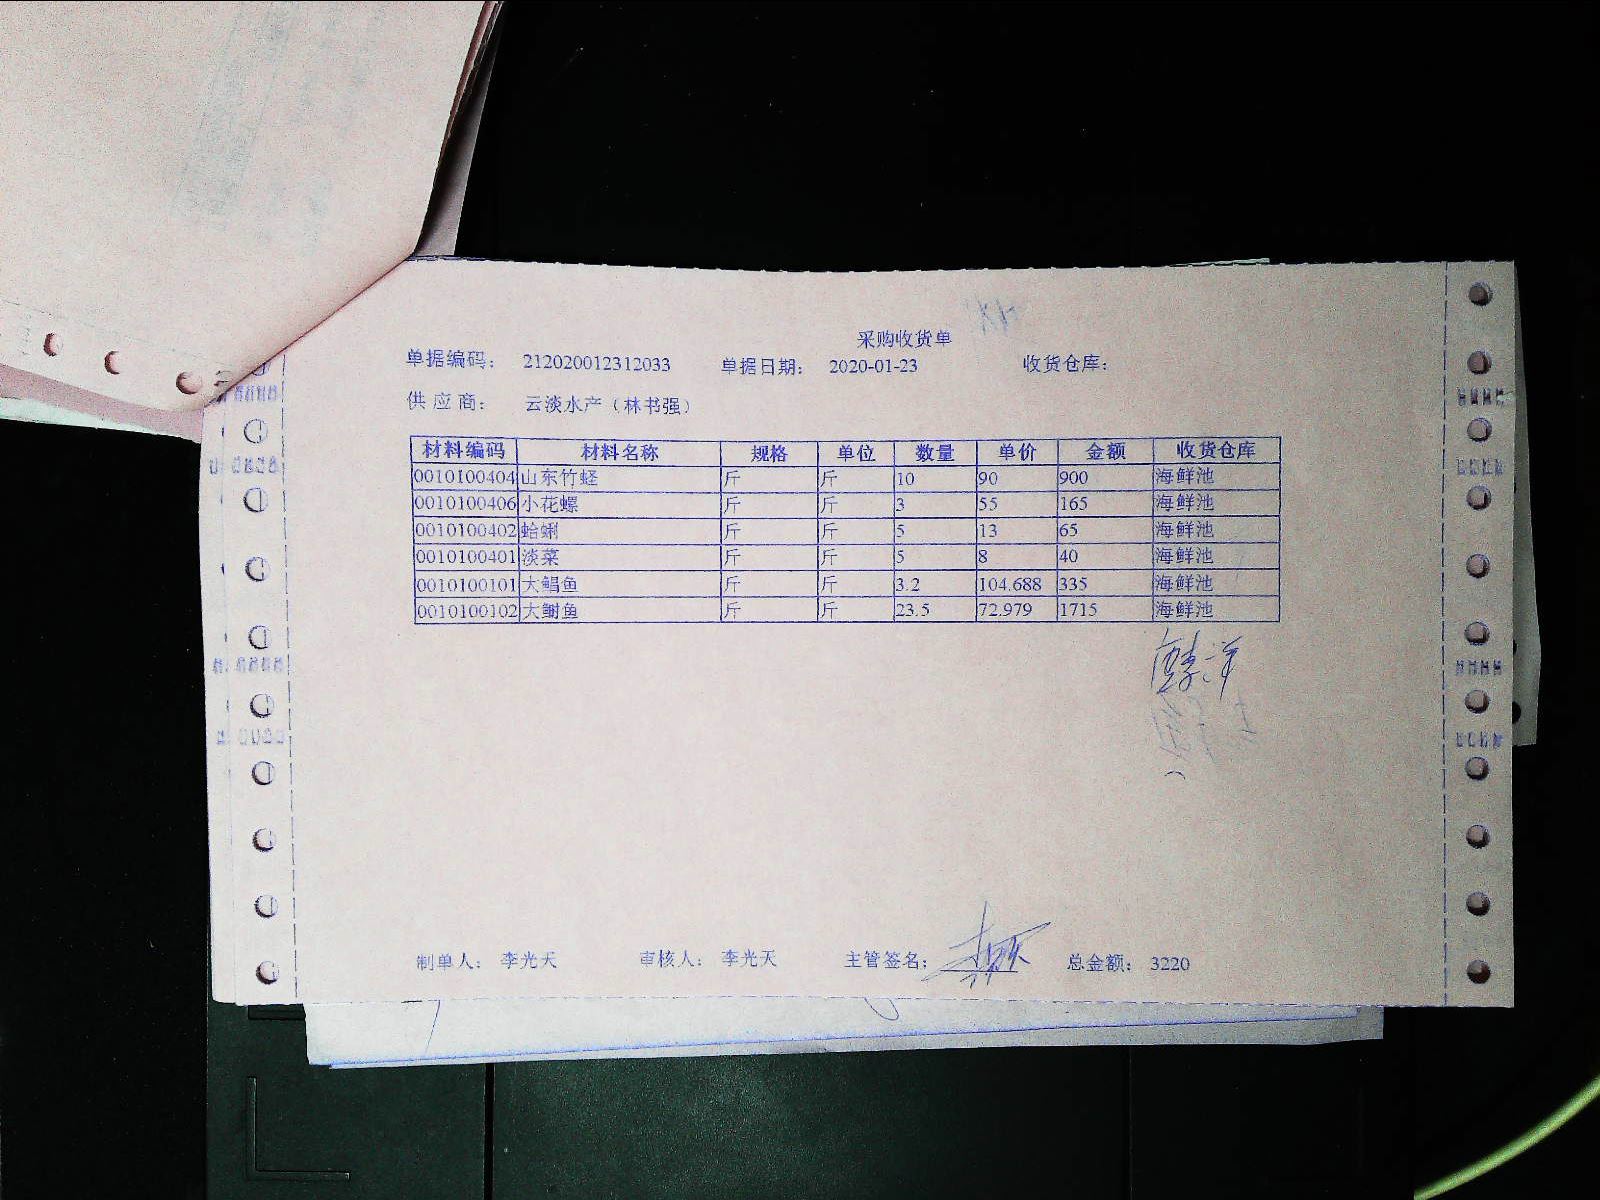 采购收货单
单据编码： 212020012312033 单据日期： 2020-01-23 收货仓库：
供应商： 云淡水产（林书强）
材料编码 材料名称 规格 单位 数量 单价 金额 收货仓库
0010100404 山东竹蛏 斤 斤 10 90 900 海鲜池
0010100406 小花螺 斤 斤 3 55 165 海鲜池
0010100402 蛤蜊 斤 斤 5 13 65 海鲜池
0010100401 淡菜 斤 斤 5 8 40 海鲜池
0010100101 大鲳鱼 斤 斤 3.2 104.688 335 海鲜池
0010100102 大鮸鱼 斤 斤 23.5 72.979 1715 海鲜池
制单人： 李光天 审核人： 李光天 主管签名： 总金额： 3220